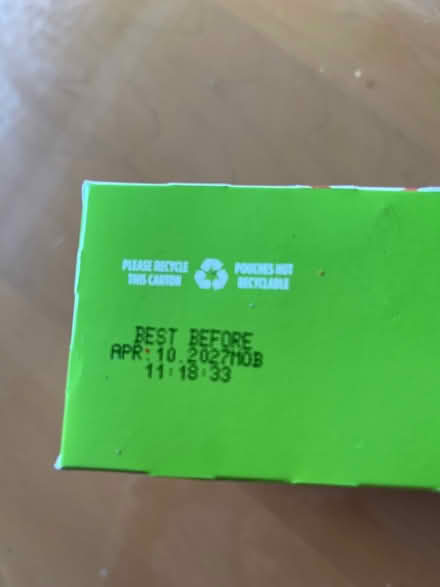 PLEASE RECYCLE
THIS CARTON
POUCHES NOT
RECYCLABLE
BEST BEFORE
APR.10.2027MOB
11:18:33